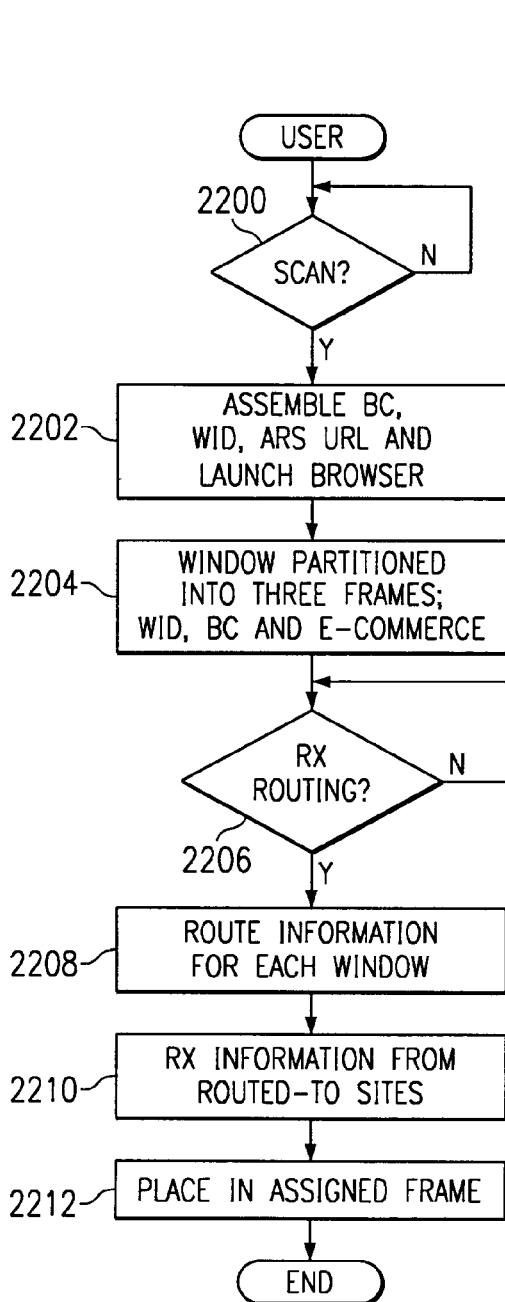 USER
2200
SCAN?
N
Y
2202
ASSEMBLE BC,
WID, ARS URL AND
LAUNCH BROWSER
2204
WINDOW PARTITIONED
INTO THREE FRAMES;
WID, BC AND E-COMMERCE
RX
ROUTING?
N
2206
Y
2208
ROUTE INFORMATION
FOR EACH WINDOW
2210
RX INFORMATION FROM
ROUTED-TO SITES
2212
PLACE IN ASSIGNED FRAME
END